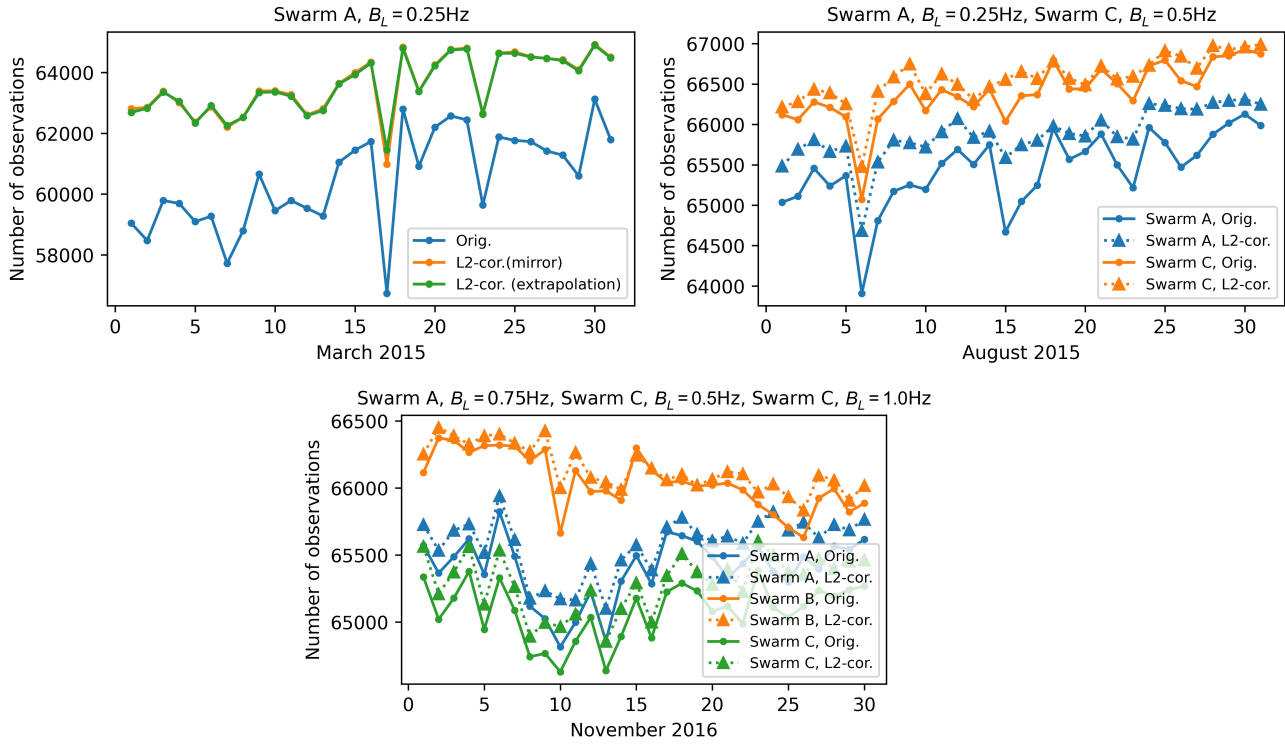 Swarm A, B_L = 0.25Hz
Number of observations
64000
62000
60000
58000
Orig.
L2-cor.(mirror)
L2-cor. (extrapolation)
0 5 10 15 20 25 30
March 2015
Swarm A, B_L = 0.25Hz, Swarm C, B_L = 0.5Hz
Number of observations
67000
66500
66000
65500
65000
64500
64000
Swarm A, Orig.
Swarm A, L2-cor.
Swarm C, Orig.
Swarm C, L2-cor.
0 5 10 15 20 25 30
August 2015
Swarm A, B_L = 0.75Hz, Swarm C, B_L = 0.5Hz, Swarm C, B_L = 1.0Hz
Number of observations
66500
66000
65500
65000
Swarm A, Orig.
Swarm A, L2-cor.
Swarm B, Orig.
Swarm B, L2-cor.
Swarm C, Orig.
Swarm C, L2-cor.
0 5 10 15 20 25 30
November 2016